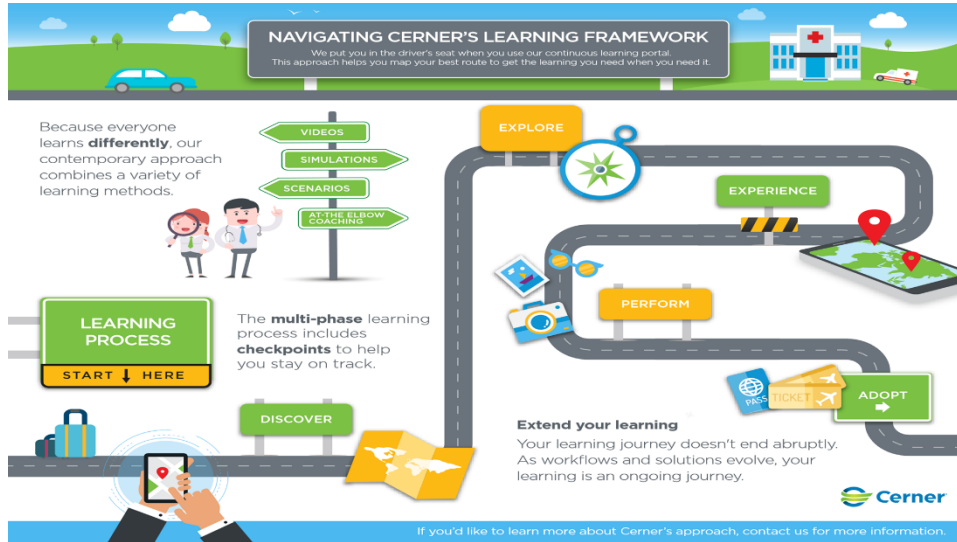 NAVIGATING CERNER'S LEARNING FRAMEWORK
We put you in the driver's seat when you use our continuous learning portal.
This approach helps you map your best route to get the learning you need when you need it.
Because everyone
learns differently, our
contemporary approach
combines a variety of
learning methods.
VIDEOS
SIMULATIONS
SCENARIOS
AT-THE ELBOW
COACHING
EXPLORE
EXPERIENCE
PERFORM
LEARNING
PROCESS
START HERE
The multi-phase learning
process includes
checkpoints to help
you stay on track.
DISCOVER
PASS
TICKET
ADOPT
Extend your learning
Your learning journey doesn't end abruptly.
As workflows and solutions evolve, your
learning is an ongoing journey.
Cerner
If you'd like to learn more about Cerner's approach, contact us for more information.